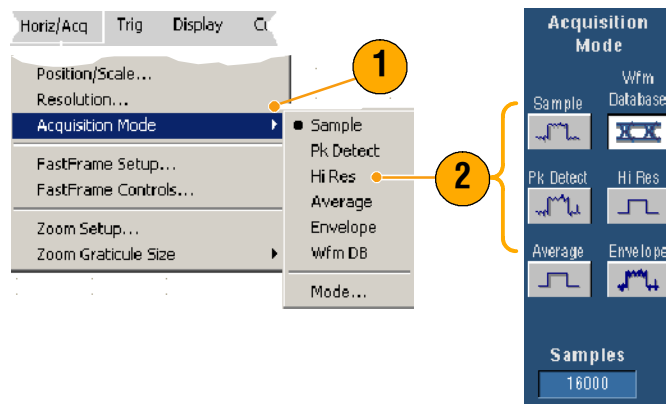 Horiz/Acq Trig Display
Position/Scale...
Resolution...
Acquisition Mode
FastFrame Setup...
FastFrame Controls...
Zoom Setup...
Zoom Graticule Size
1
Sample
Pk Detect
Hi Res
Average
Envelope
Wfm DB
Mode...
2
Acquisition
Mode
Sample
Wfm
Database
Pk Detect Hi Res
Average Envelope
Samples
16000